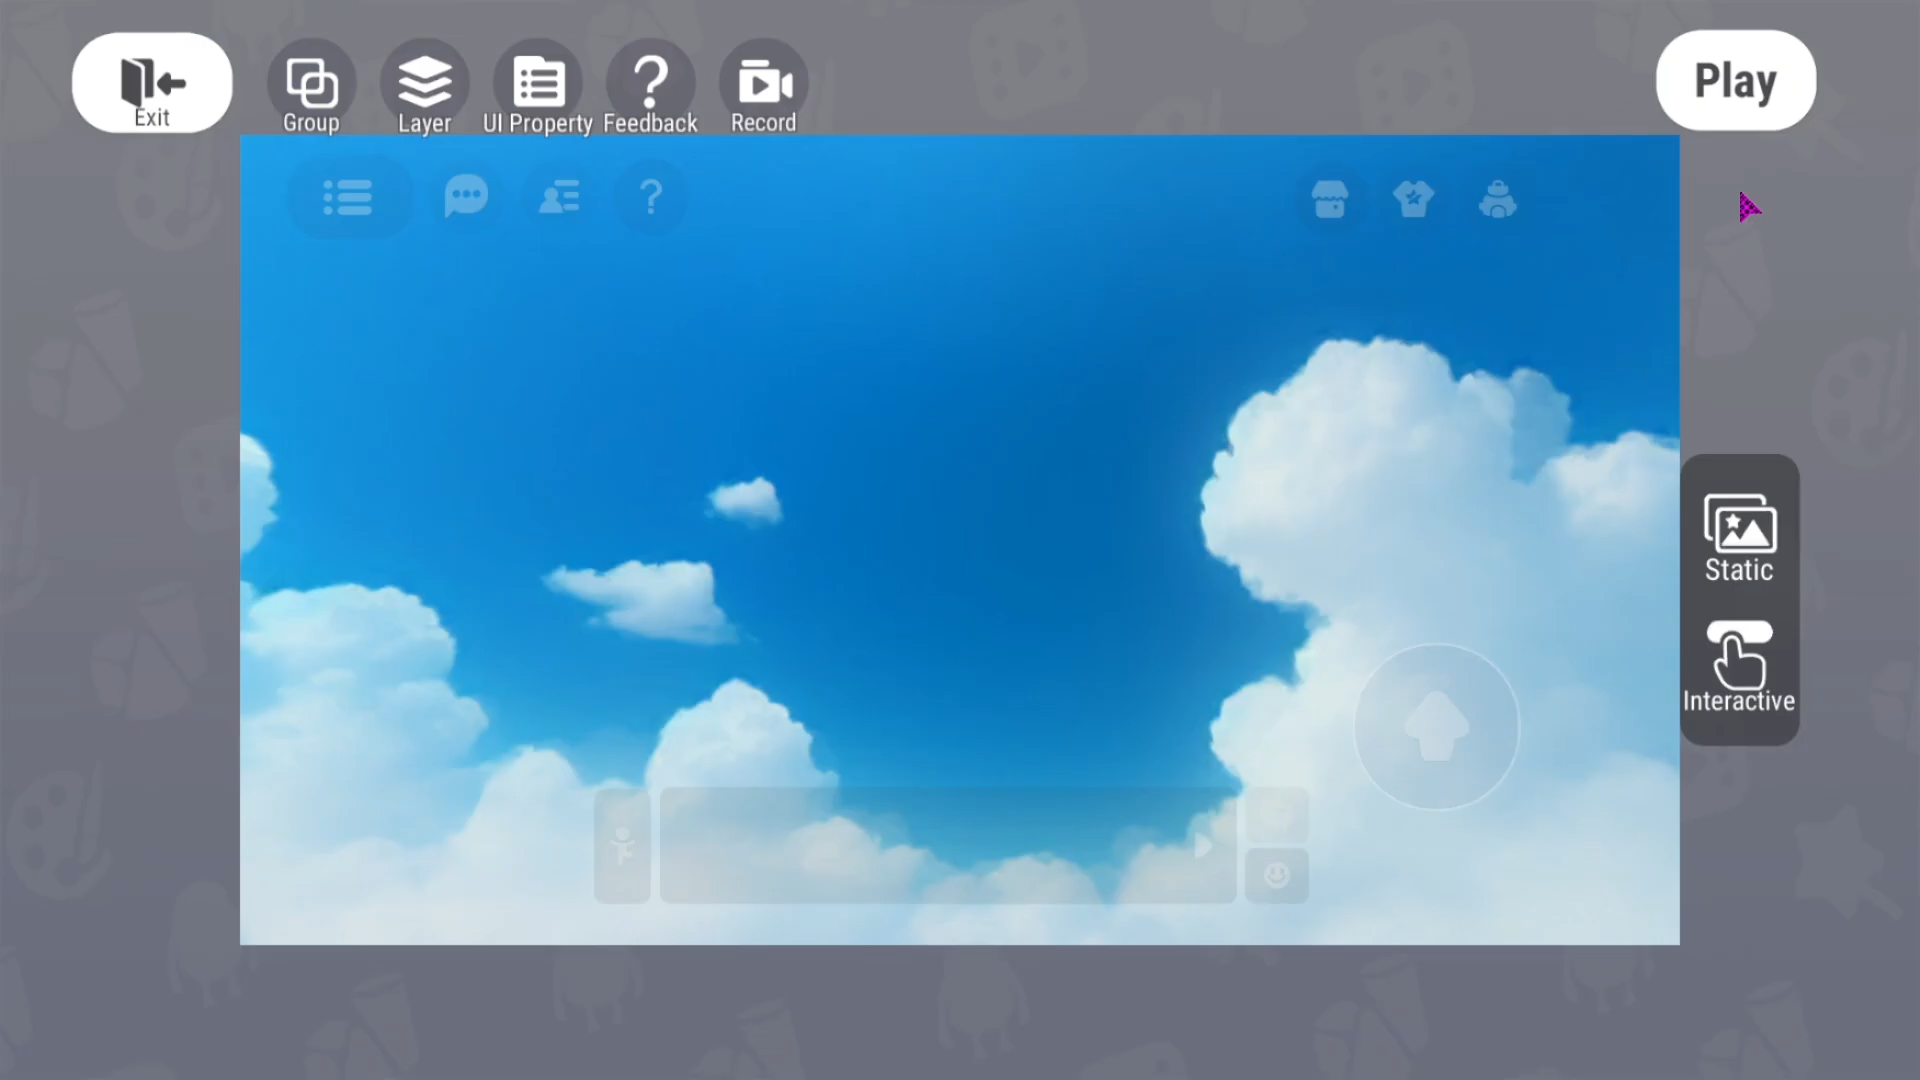 Exit
Group
Layer
UI Property
Feedback
Record
Play
Static
Interactive